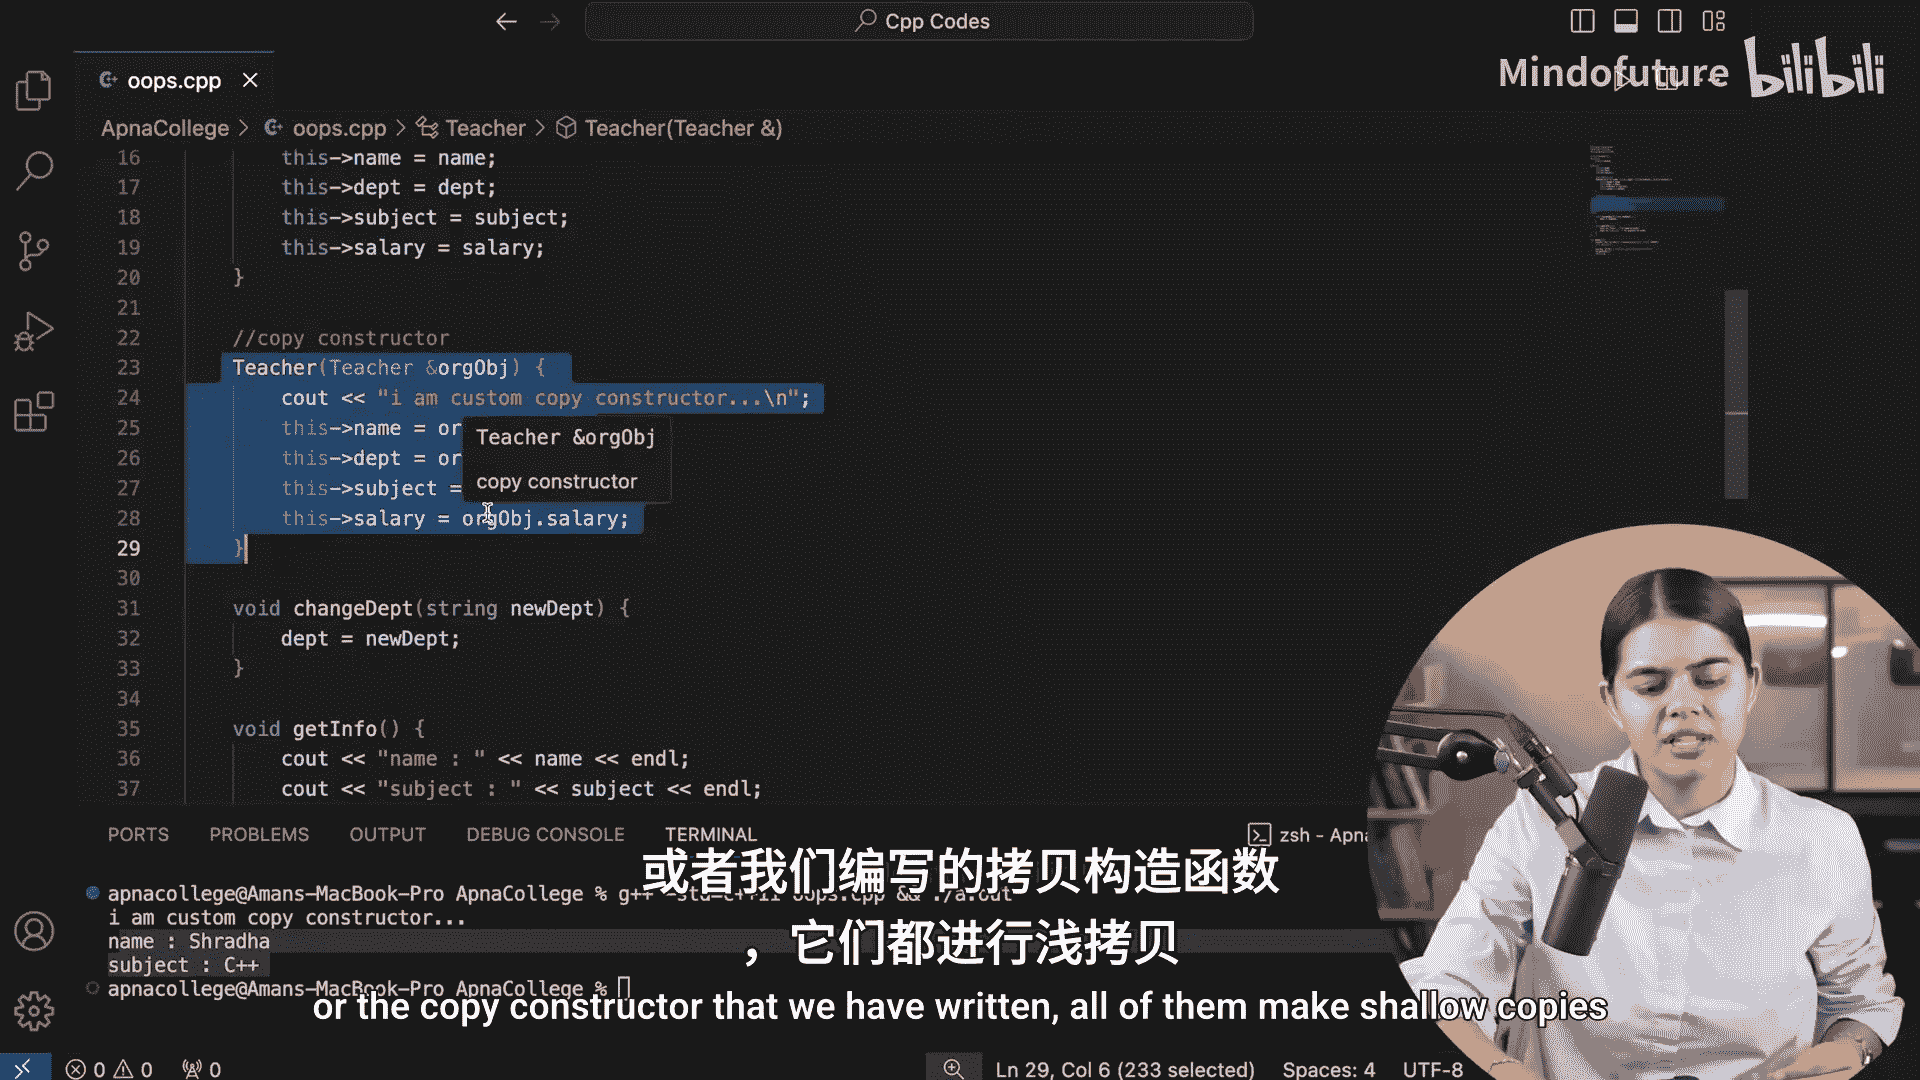 Cpp Codes
oops.cpp
Mindofuture bilibili
ApnaCollege > oops.cpp > Teacher > Teacher(Teacher &)
16 this->name = name;
17 this->dept = dept;
18 this->subject = subject;
19 this->salary = salary;
20 }
21
22 //copy constructor
23 Teacher(Teacher &orgObj) {
24 cout << "i am custom copy constructor...\n";
25 this->name = or
26 this->dept = or
27 this->subject =
28 this->salary = orgObj.salary;
29 }
Teacher &orgObj
copy constructor
30
31 void changeDept(string newDept) {
32 dept = newDept;
33 }
34
35 void getInfo() {
36 cout << "name : " << name << endl;
37 cout << "subject : " << subject << endl;
PORTS PROBLEMS OUTPUT DEBUG CONSOLE TERMINAL
zsh - Apna
apnacollege@Amans-MacBook-Pro ApnaCollege % g++ -std=c++11 oops.cpp && ./a.out
i am custom copy constructor...
name : Shradha
subject : C++
apnacollege@Amans-MacBook-Pro ApnaCollege %
或者我们编写的拷贝构造函数
，它们都进行浅拷贝
or the copy constructor that we have written, all of them make shallow copies
0 0 0
Ln 29, Col 6 (233 selected) Spaces: 4 UTF-8